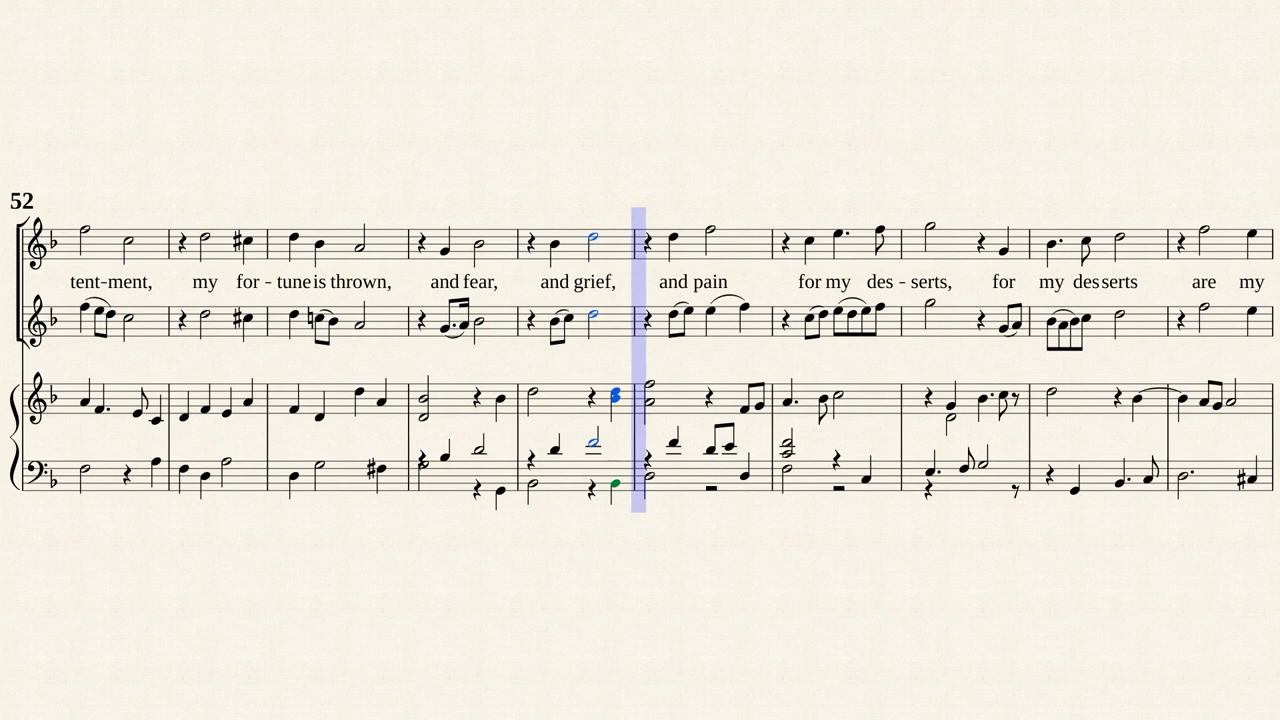 52
tent-ment, my for - tune is thrown, and fear, and grief, and pain for my des - serts, for my des serts are my